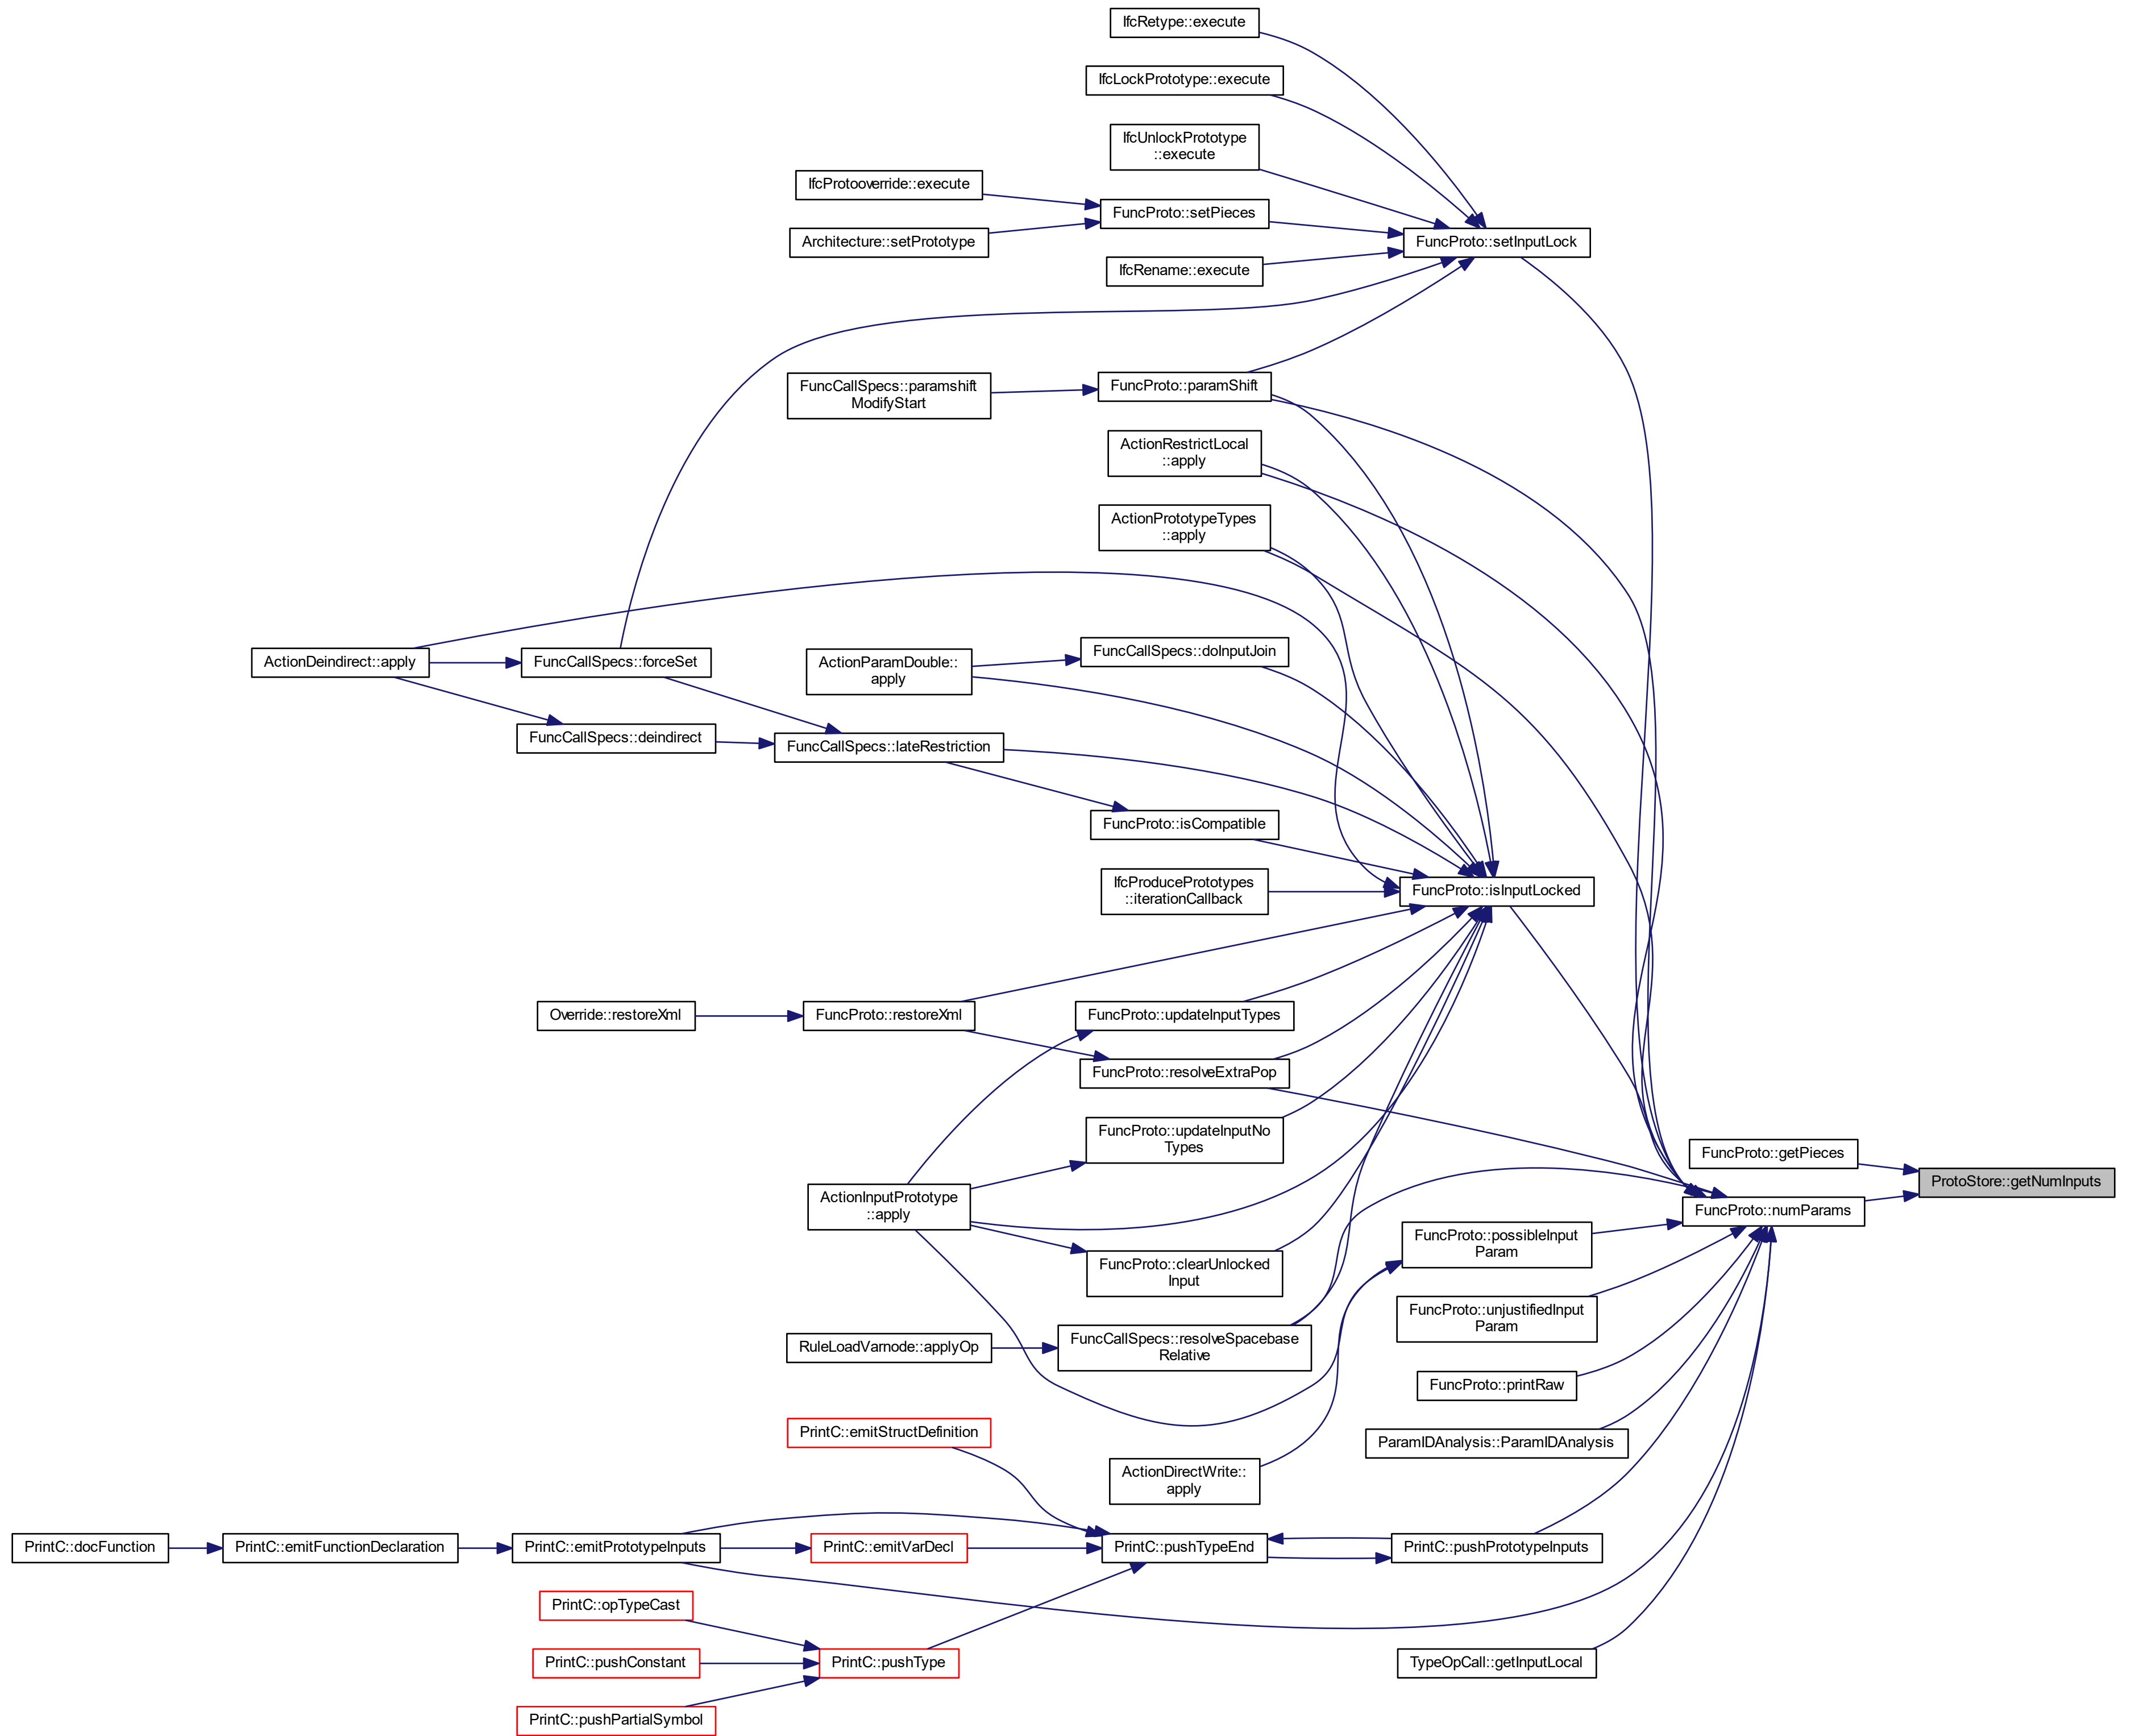 IfcRetype::execute
IfcLockPrototype::execute
IfcUnlockPrototype
::execute
IfcProtooverride::execute
FuncProto::setPieces
Architecture::setPrototype
FuncProto::setInputLock
IfcRename::execute
FuncCallSpecs::paramshift
ModifyStart
FuncProto::paramShift
ActionRestrictLocal
::apply
ActionPrototypeTypes
::apply
ActionDeindirect::apply
FuncCallSpecs::forceSet
ActionParamDouble::
apply
FuncCallSpecs::doInputJoin
FuncCallSpecs::deindirect
FuncCallSpecs::lateRestriction
FuncProto::isCompatible
IfcProducePrototypes
::iterationCallback
FuncProto::isInputLocked
Override::restoreXml
FuncProto::restoreXml
FuncProto::updateInputTypes
FuncProto::resolveExtraPop
FuncProto::updateInputNo
Types
FuncProto::getPieces
ProtoStore::getNumInputs
ActionInputPrototype
::apply
FuncProto::numParams
FuncProto::possibleInput
Param
FuncProto::clearUnlocked
Input
FuncProto::unjustifiedInput
Param
RuleLoadVarnode::applyOp
FuncCallSpecs::resolveSpacebase
Relative
FuncProto::printRaw
PrintC::emitStructDefinition
ParamIDAnalysis::ParamIDAnalysis
ActionDirectWrite::
apply
PrintC::docFunction
PrintC::emitFunctionDeclaration
PrintC::emitPrototypeInputs
PrintC::emitVarDecl
PrintC::pushTypeEnd
PrintC::pushPrototypeInputs
PrintC::opTypeCast
PrintC::pushConstant
PrintC::pushType
TypeOpCall::getInputLocal
PrintC::pushPartialSymbol